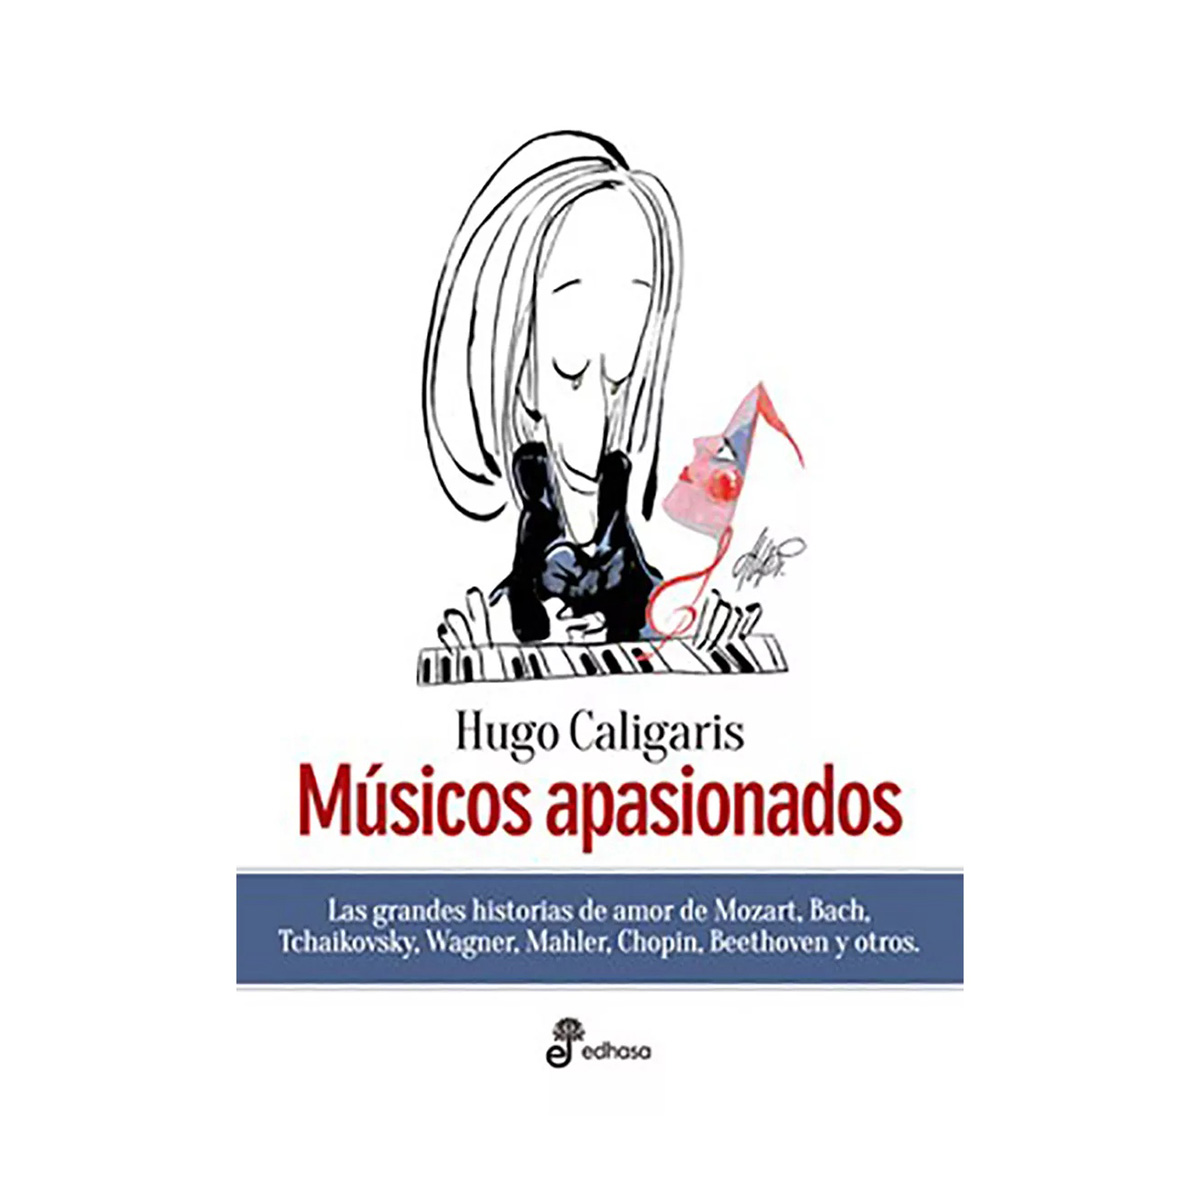 Hugo Caligaris
Músicos apasionados
Las grandes historias de amor de Mozart, Bach,
Tchaikovsky, Wagner, Mahler, Chopin, Beethoven y otros.
edhasa